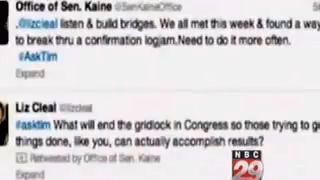 Office of Sen. Kaine @SenKaineOffice
.@lizcleal listen & build bridges. We all met this week & found a way
to break thru a confirmation logjam.Need to do it more often.
#AskTim
Expand
Liz Cleal @lizcleal
#asktim What will end the gridlock in Congress so those trying to get
things done, like you, can actually accomplish results?
Retweeted by Office of Sen. Kaine
Expand
NBC
29